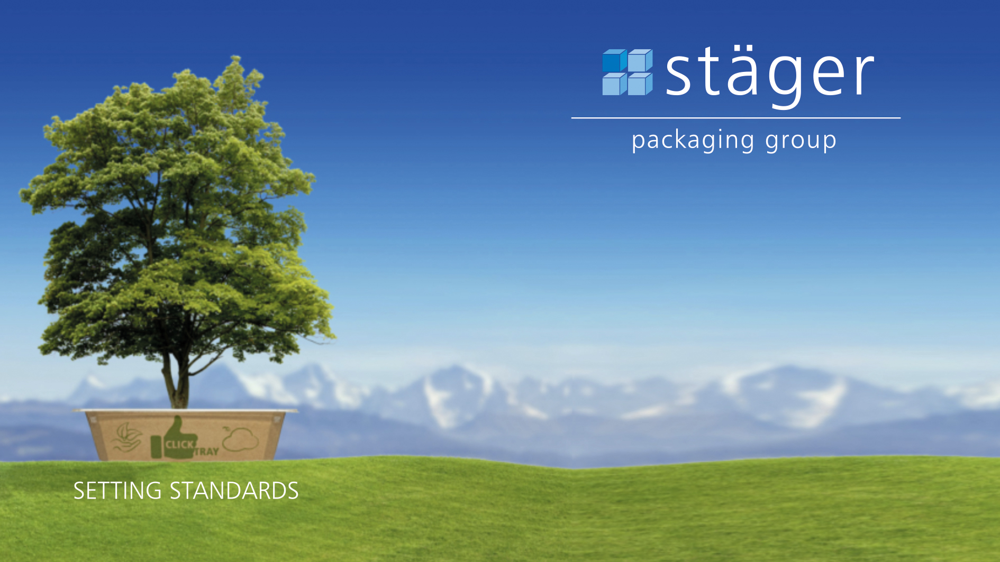 stäger
packaging group
CLICK
TRAY
SETTING STANDARDS